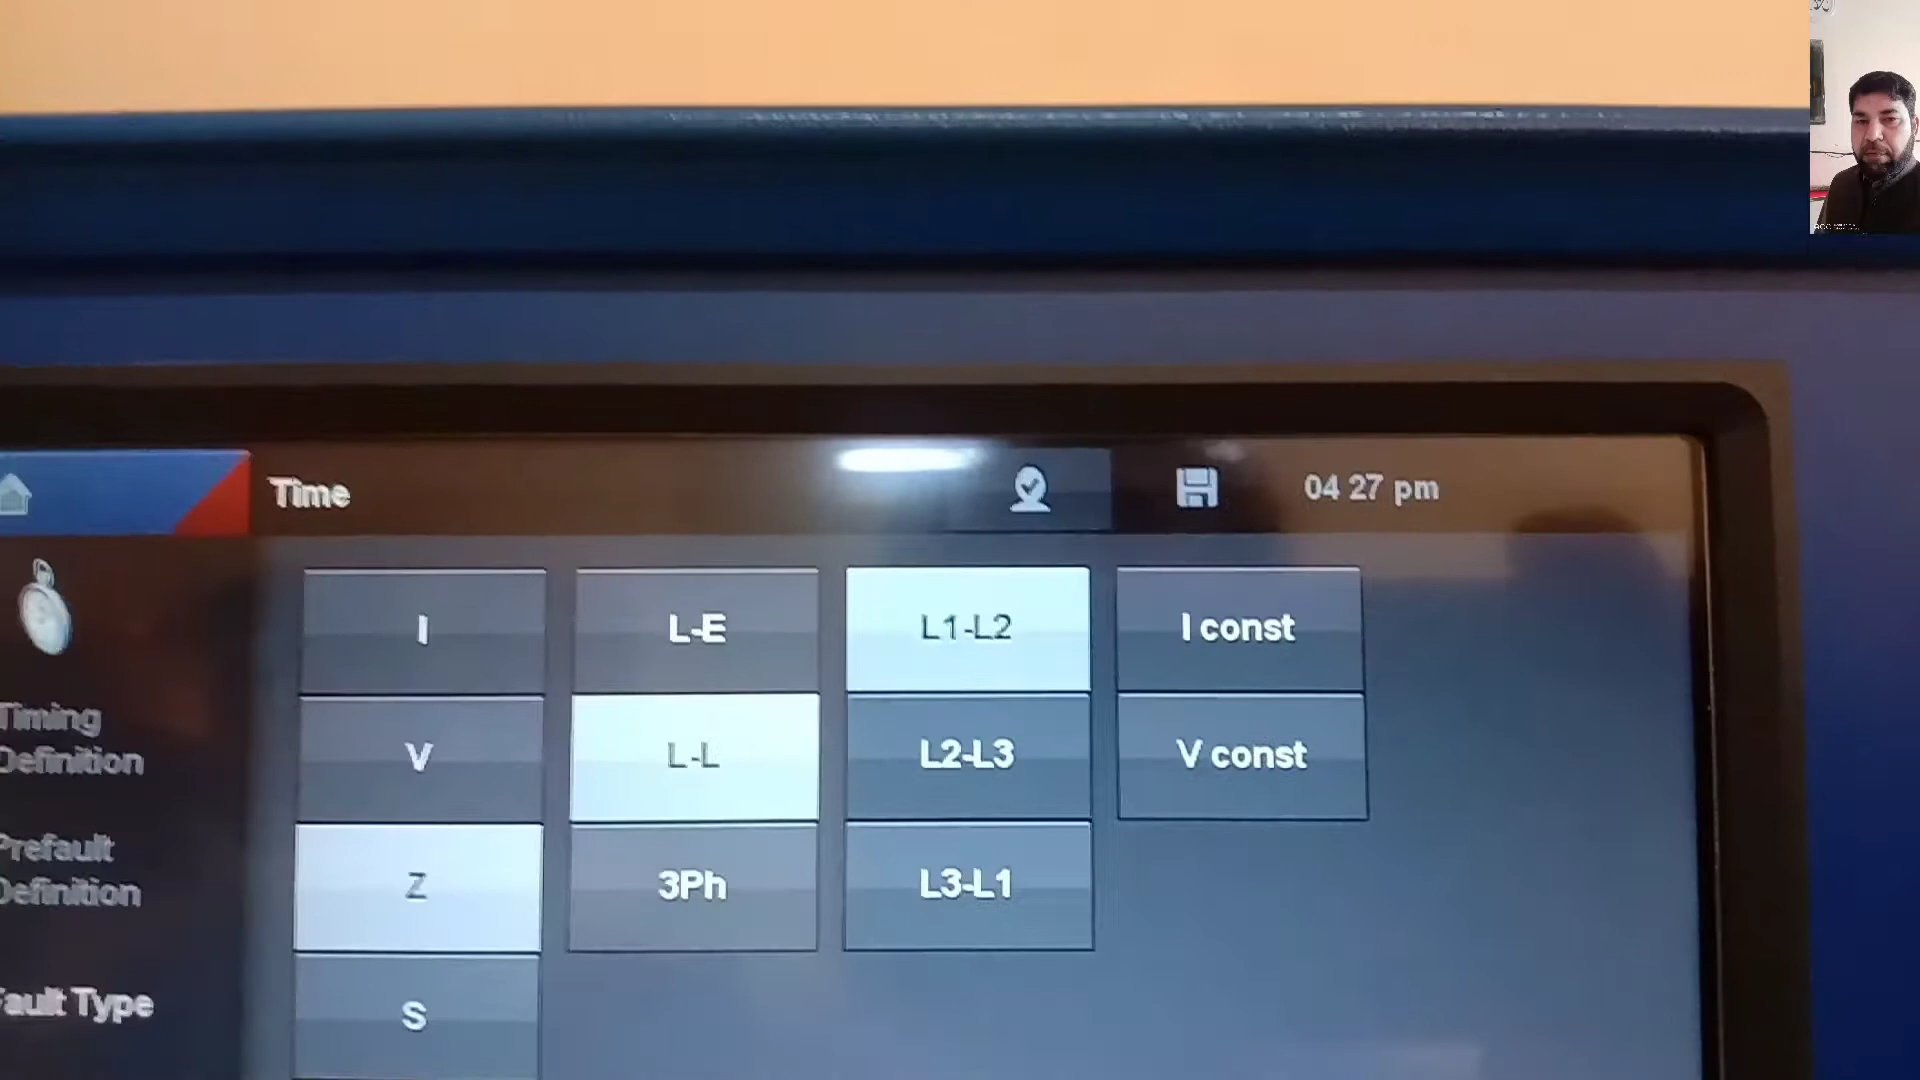 Time
04 27 pm
I
L-E
L1-L2
I const
Timing
Definition
V
L-L
L2-L3
V const
Prefault
Definition
Z
3Ph
L3-L1
Fault Type
S